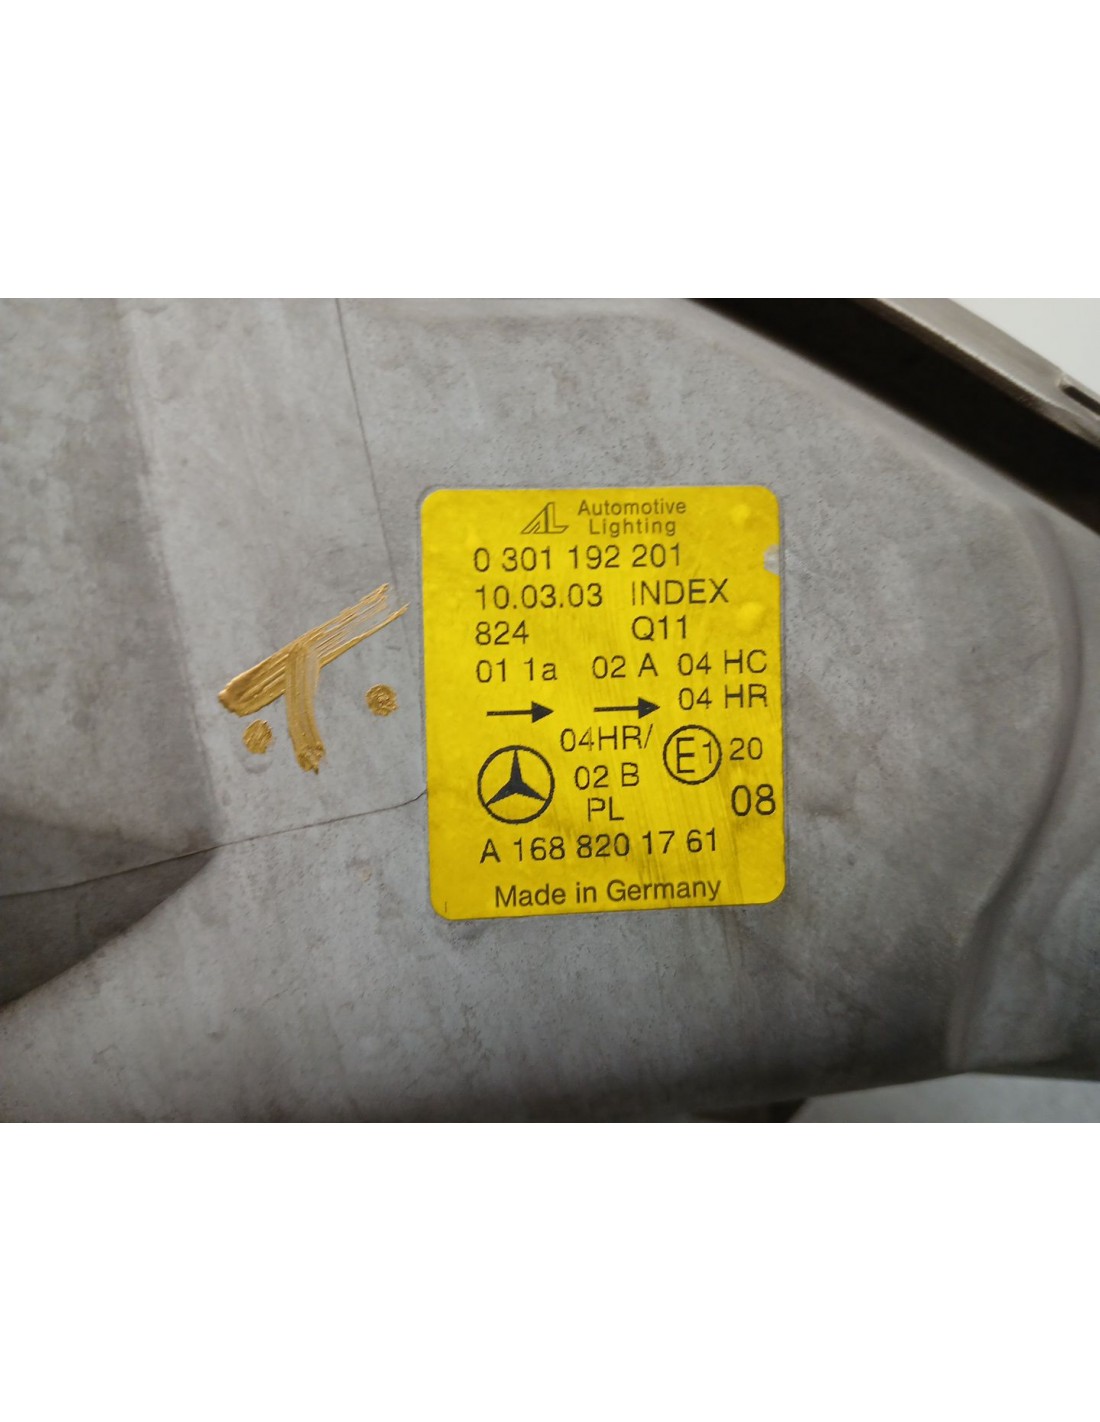 AL Automotive
Lighting
0 301 192 201
10.03.03 INDEX
824 Q11
01 1a 02 A 04 HC
04 HR
04HR/ E1 20
02 B
PL 08
A 168 820 17 61
Made in Germany